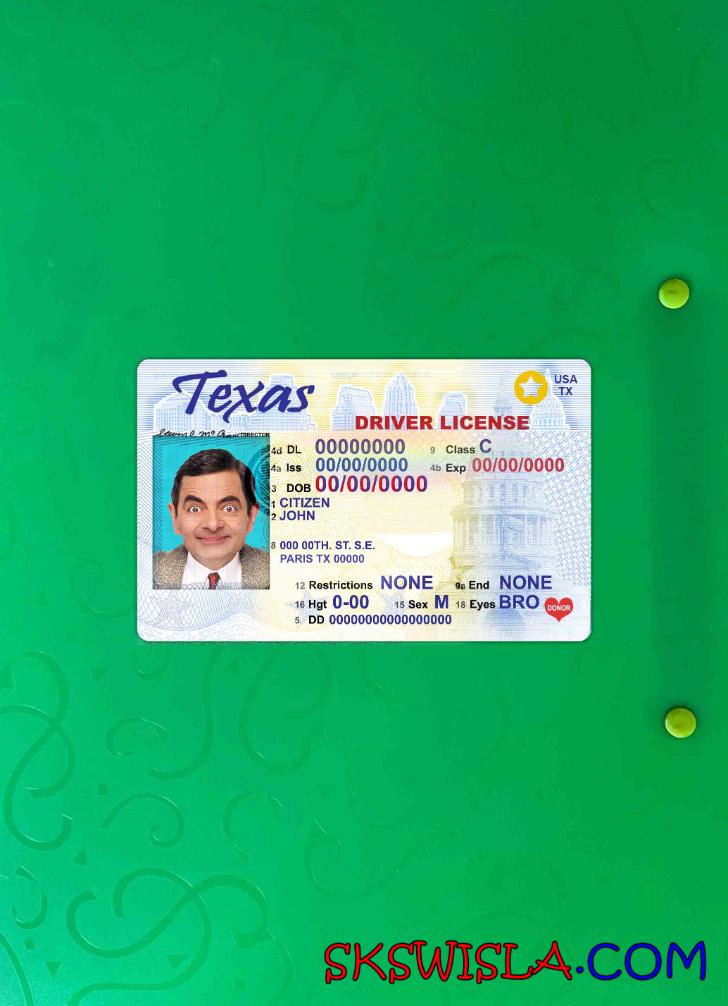 Texas
USA
TX
DRIVER LICENSE
DIRECTOR
4d DL 00000000 9 Class C
4a Iss 00/00/0000 4b Exp 00/00/0000
3 DOB 00/00/0000
1 CITIZEN
2 JOHN
8 000 00TH. ST. S.E.
PARIS TX 00000
12 Restrictions NONE 9a End NONE
16 Hgt 0-00 15 Sex M 18 Eyes BRO DONOR
5 DD 00000000000000000
SKSWISLA.COM